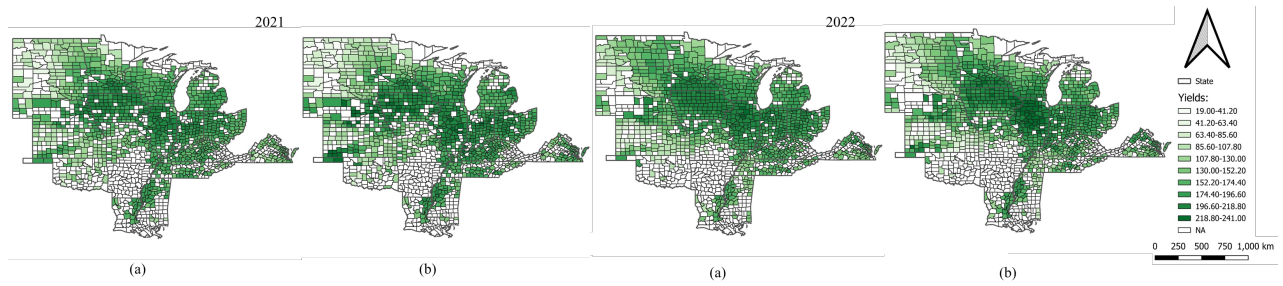 2021
2022
(a)
(b)
(a)
(b)
State
Yields:
19.00-41.20
41.20-63.40
63.40-85.60
85.60-107.80
107.80-130.00
130.00-152.20
152.20-174.40
174.40-196.60
196.60-218.80
218.80-241.00
NA
0 250 500 750 1,000 km